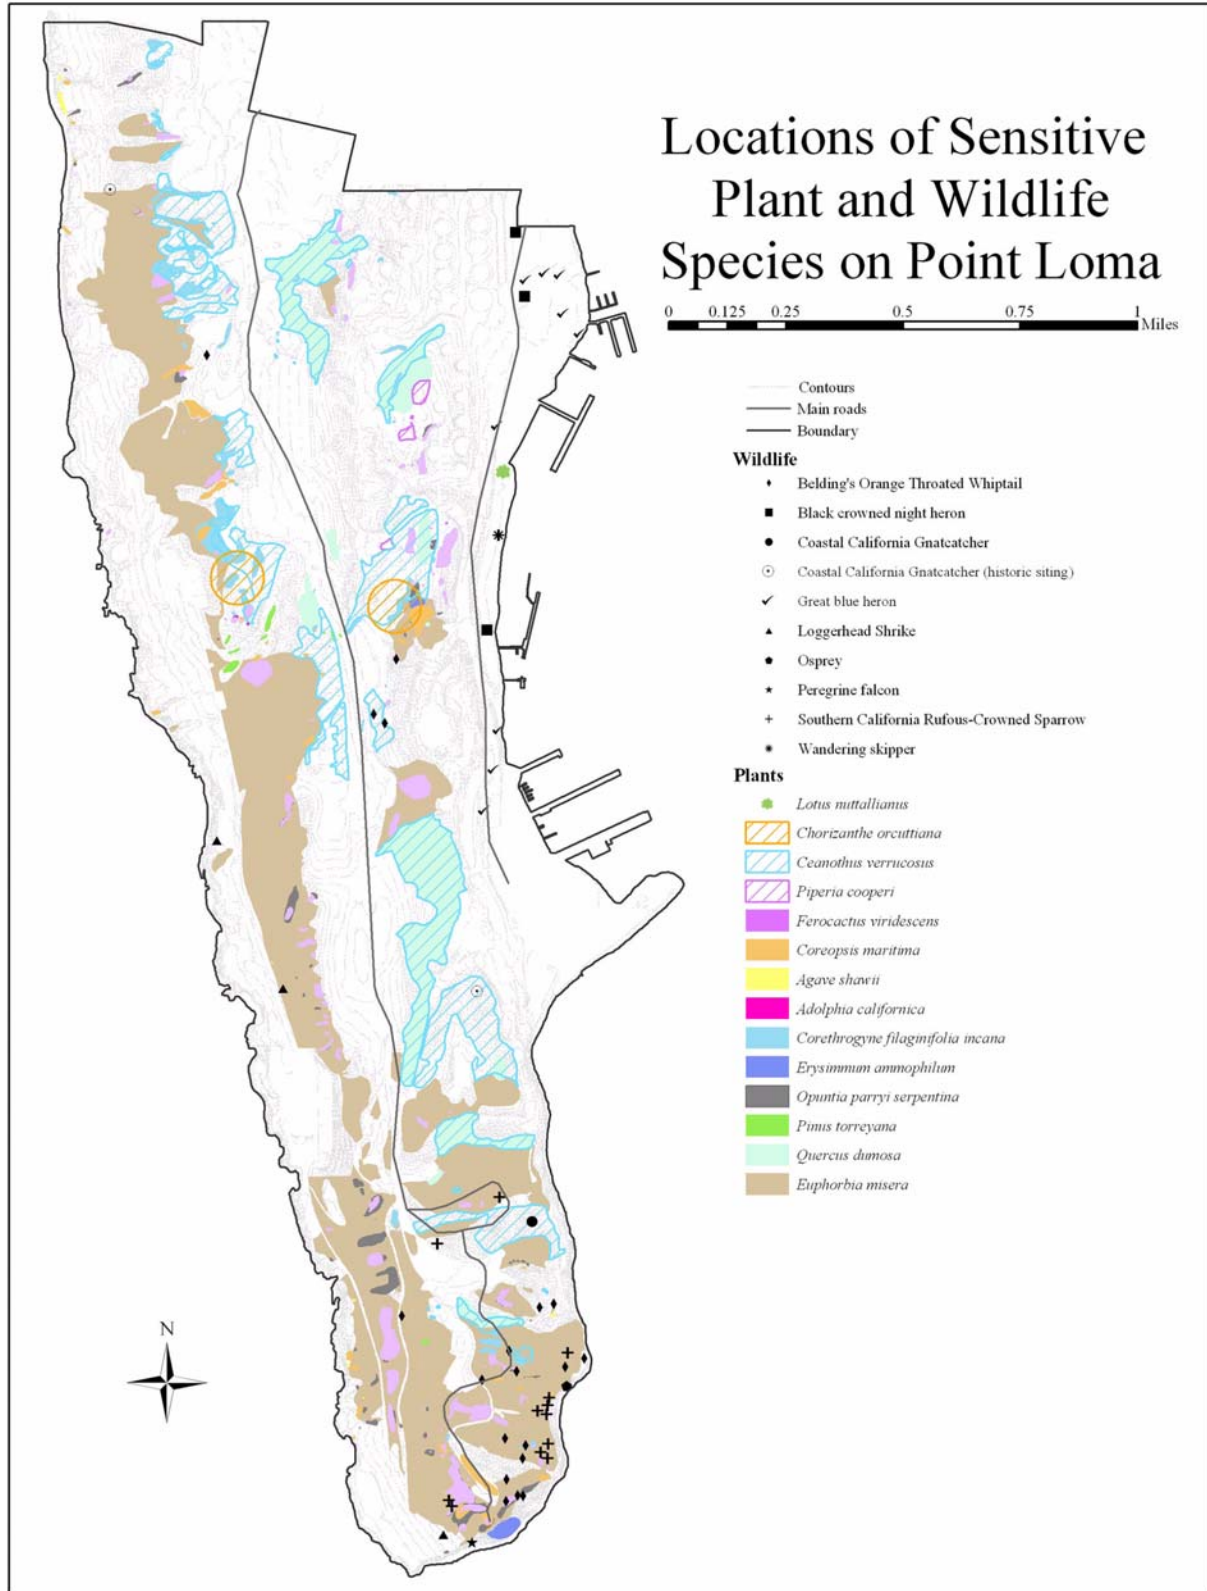 Locations of Sensitive
Plant and Wildlife
Species on Point Loma
0 0.125 0.25 0.5 0.75 1
Miles
Contours
Main roads
Boundary
Wildlife
Belding's Orange Throated Whiptail
Black crowned night heron
Coastal California Gnatcatcher
Coastal California Gnatcatcher (historic siting)
Great blue heron
Loggerhead Shrike
Osprey
Peregrine falcon
Southern California Rufous-Crowned Sparrow
Wandering skipper
Plants
Lotus nuttallianus
Chorizanthe orcuttiana
Ceanothus verrucosus
Piperia cooperi
Ferocactus viridescens
Coreopsis maritima
Agave shawii
Adolphia californica
Corethrogyne filaginifolia incana
Erysimmum ammophilum
Opuntia parryi serpentina
Pinus torreyana
Quercus dumosa
Euphorbia misera
N